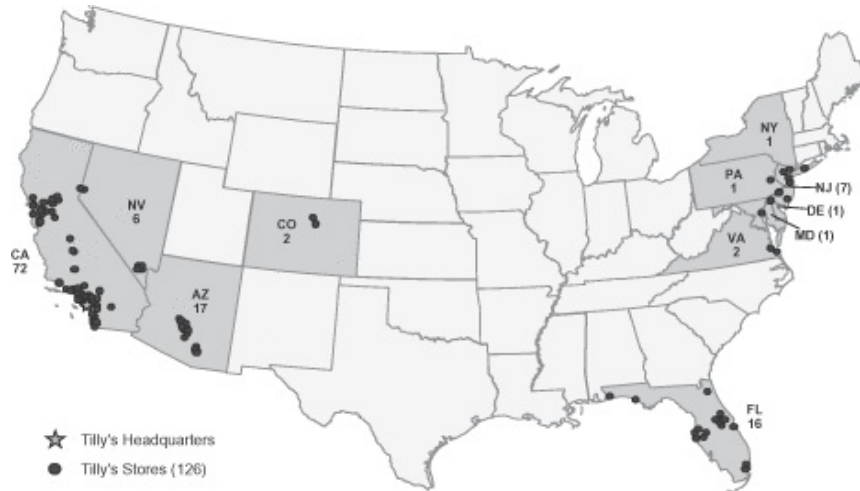 NY
1
PA
1
NJ (7)
DE (1)
MD (1)
VA
2
NV
6
CO
2
CA
72
AZ
17
FL
16
Tilly's Headquarters
Tilly's Stores (126)